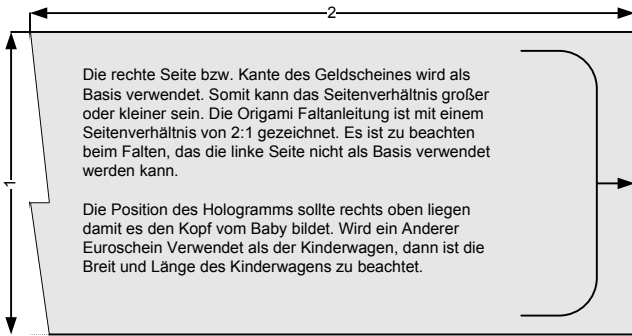 2
1
Die rechte Seite bzw. Kante des Geldscheines wird als
Basis verwendet. Somit kann das Seitenverhältnis großer
oder kleiner sein. Die Origami Faltanleitung ist mit einem
Seitenverhältnis von 2:1 gezeichnet. Es ist zu beachten
beim Falten, das die linke Seite nicht als Basis verwendet
werden kann.
Die Position des Hologramms sollte rechts oben liegen
damit es den Kopf vom Baby bildet. Wird ein Anderer
Euroschein Verwendet als der Kinderwagen, dann ist die
Breit und Länge des Kinderwagens zu beachtet.